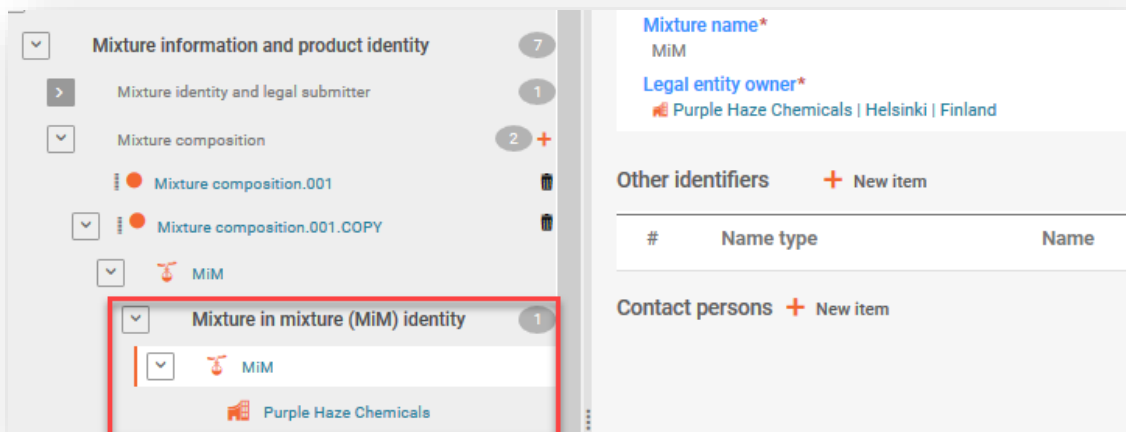 Mixture information and product identity 7
Mixture identity and legal submitter 1
Mixture composition 2 +
Mixture composition.001
Mixture composition.001.COPY
MiM
Mixture in mixture (MiM) identity 1
MiM
Purple Haze Chemicals
Mixture name*
MiM
Legal entity owner*
Purple Haze Chemicals | Helsinki | Finland
Other identifiers + New item
# Name type Name
Contact persons + New item